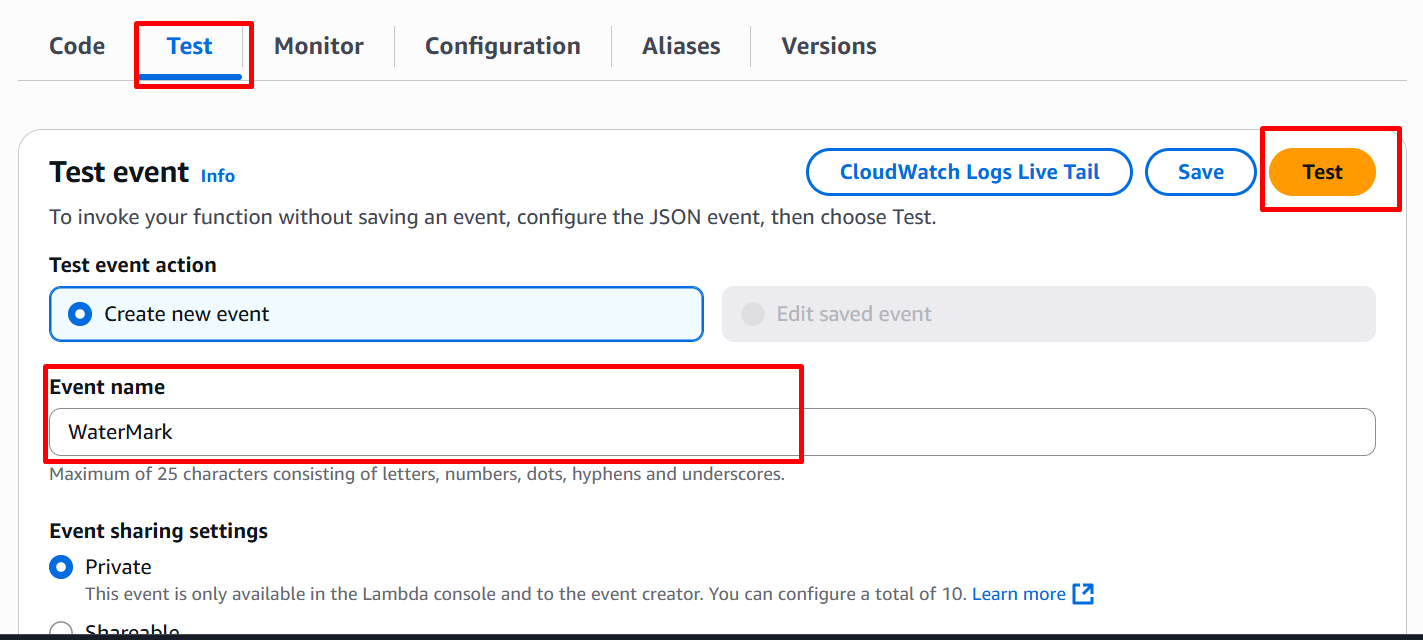 Code Test Monitor Configuration Aliases Versions
Test event Info CloudWatch Logs Live Tail Save Test
To invoke your function without saving an event, configure the JSON event, then choose Test.
Test event action
Create new event Edit saved event
Event name
WaterMark
Maximum of 25 characters consisting of letters, numbers, dots, hyphens and underscores.
Event sharing settings
Private
This event is only available in the Lambda console and to the event creator. You can configure a total of 10. Learn more
Shareable